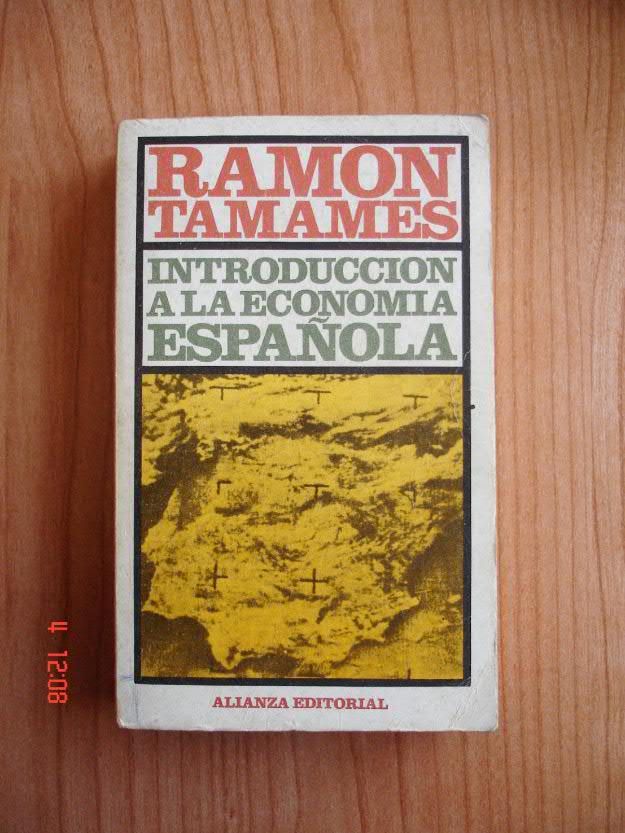 RAMON
TAMAMES
INTRODUCCION
A LA ECONOMIA
ESPAÑOLA
ALIANZA EDITORIAL
4 12:08